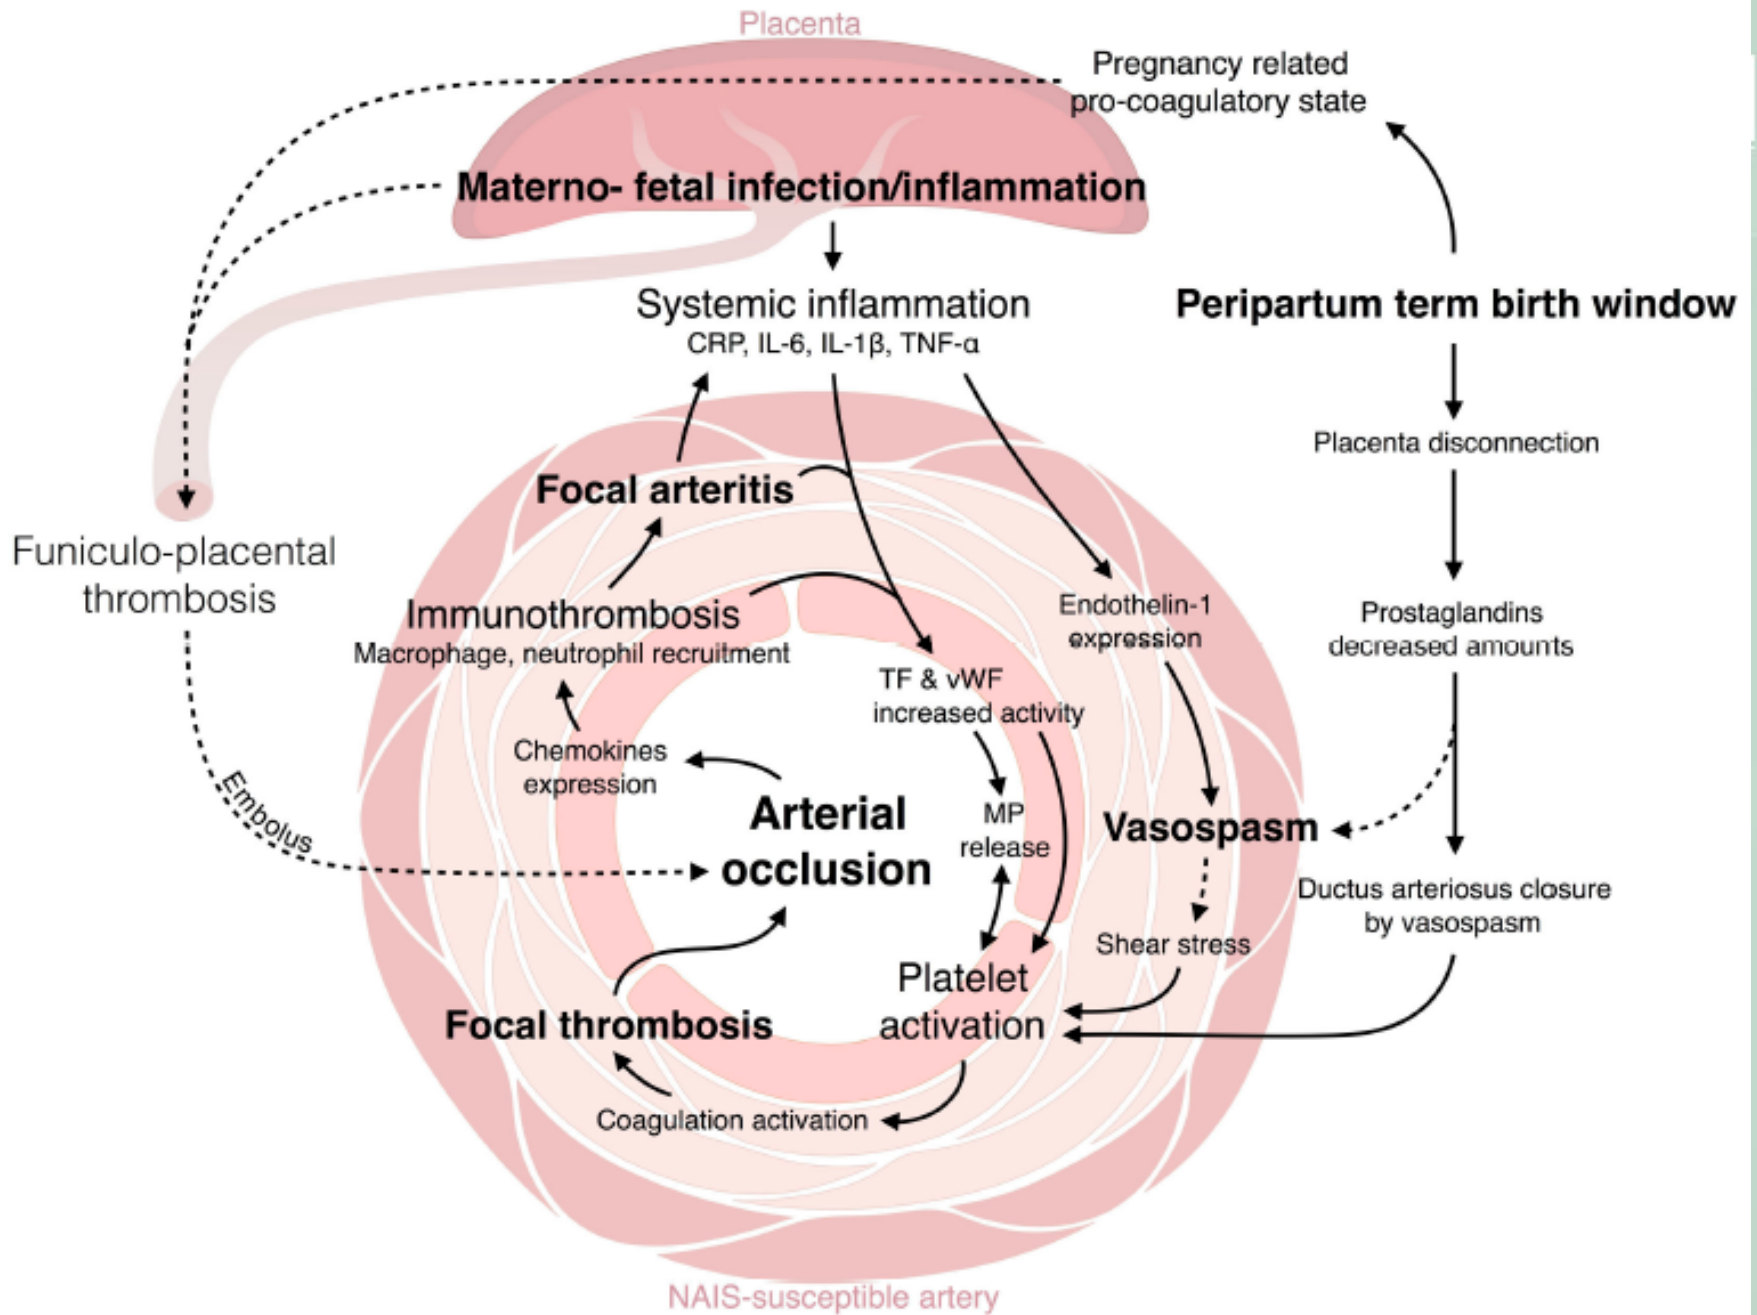 Placenta
Pregnancy related
pro-coagulatory state
Materno- fetal infection/inflammation
Systemic inflammation
CRP, IL-6, IL-1β, TNF-α
Peripartum term birth window
Placenta disconnection
Focal arteritis
Funiculo-placental
thrombosis
Immunothrombosis
Macrophage, neutrophil recruitment
Endothelin-1
expression
Prostaglandins
decreased amounts
TF & vWF
increased activity
Chemokines
expression
Embolus
Arterial
occlusion
MP
release
Vasospasm
Ductus arteriosus closure
by vasospasm
Shear stress
Platelet
activation
Focal thrombosis
Coagulation activation
NAIS-susceptible artery